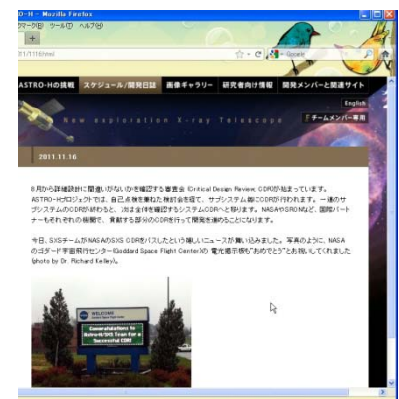 O-H - Mozilla Firefox
ツール(T) ヘルプ(H)
Google
ASTRO-Hの挑戦 スケジュール/開発日誌 画像ギャラリー 研究者向け情報 開発メンバーと関連サイト
English
New exploration X-ray Telescope
チームメンバー専用
2011.11.16
8月から詳細設計に間違いがないかを確認する審査会 (Critical Design Review, CDR)が始まっています。
ASTRO-Hプロジェクトでは、自己点検を兼ねた検討会を経て、サブシステム毎にCDRが行われます。 一連のサ
ブシステムのCDRが終わると、次は全体を確認するシステムCDRへと移ります。NASAやSRONなど、国際パート
ナーもそれぞれの機関で、貢献する部分のCDRを行って開発を進めることになります。
今日、SXSチームがNASAのSXS CDRをパスしたという嬉しいニュースが舞い込みました。写真のように、NASA
のゴダード宇宙飛行センター(Goddard Space Flight Center)の 電光掲示板も"おめでとう"とお祝いしてくれました
(photo by Dr. Richard Kelley)。
WELCOME
Congratulations to
Astro-H/SXS Team for a
Successful CDR!